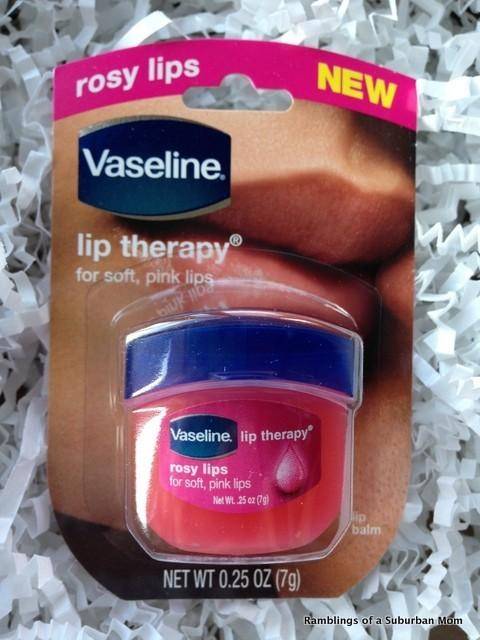 rosy lips
NEW
Vaseline®
lip therapy®
for soft, pink lips
Vaseline. lip therapy®
rosy lips
for soft, pink lips
Net Wt. .25 oz (7g)
lip
balm
NET WT 0.25 OZ (7g)
Ramblings of a Suburban Mom